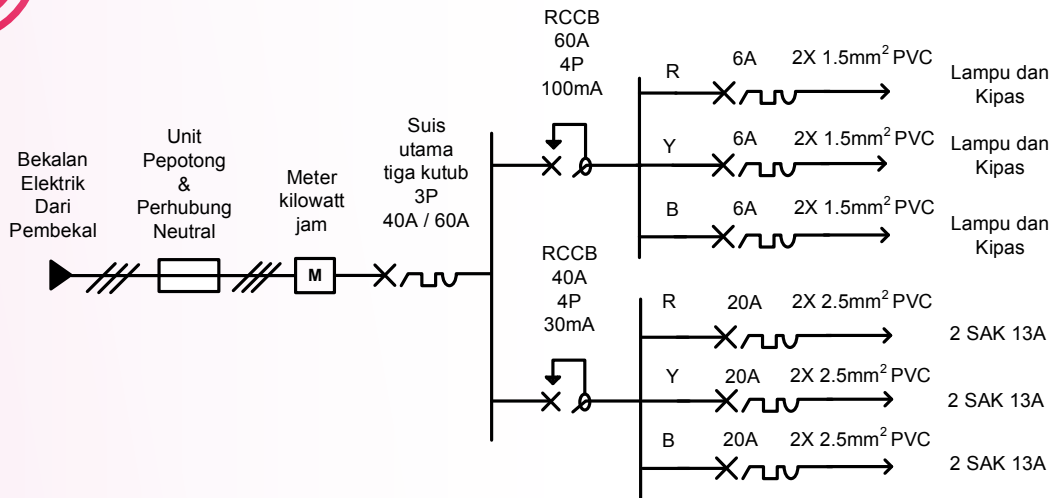 Bekalan
Elektrik
Dari
Pembekal
Unit
Pepotong
&
Perhubung
Neutral
Meter
kilowatt
jam
M
Suis
utama
tiga kutub
3P
40A / 60A
RCCB
60A
4P
100mA
R
6A
2X 1.5mm² PVC
Lampu dan
Kipas
Y
6A
2X 1.5mm² PVC
Lampu dan
Kipas
B
6A
2X 1.5mm² PVC
Lampu dan
Kipas
RCCB
40A
4P
30mA
R
20A
2X 2.5mm² PVC
2 SAK 13A
Y
20A
2X 2.5mm² PVC
2 SAK 13A
B
20A
2X 2.5mm² PVC
2 SAK 13A